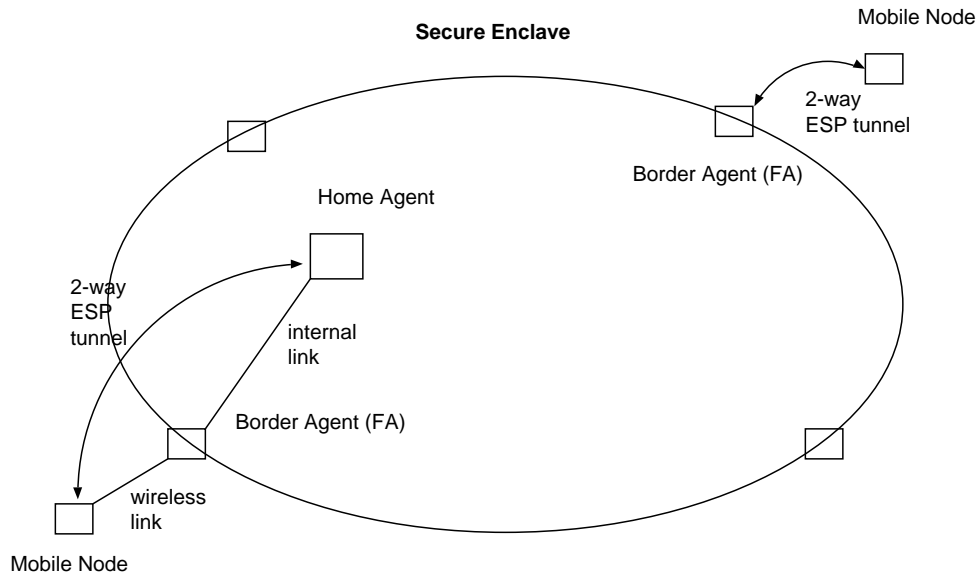 Mobile Node
Secure Enclave
2-way
ESP tunnel
Border Agent (FA)
Home Agent
2-way
ESP
tunnel
internal
link
Border Agent (FA)
wireless
link
Mobile Node